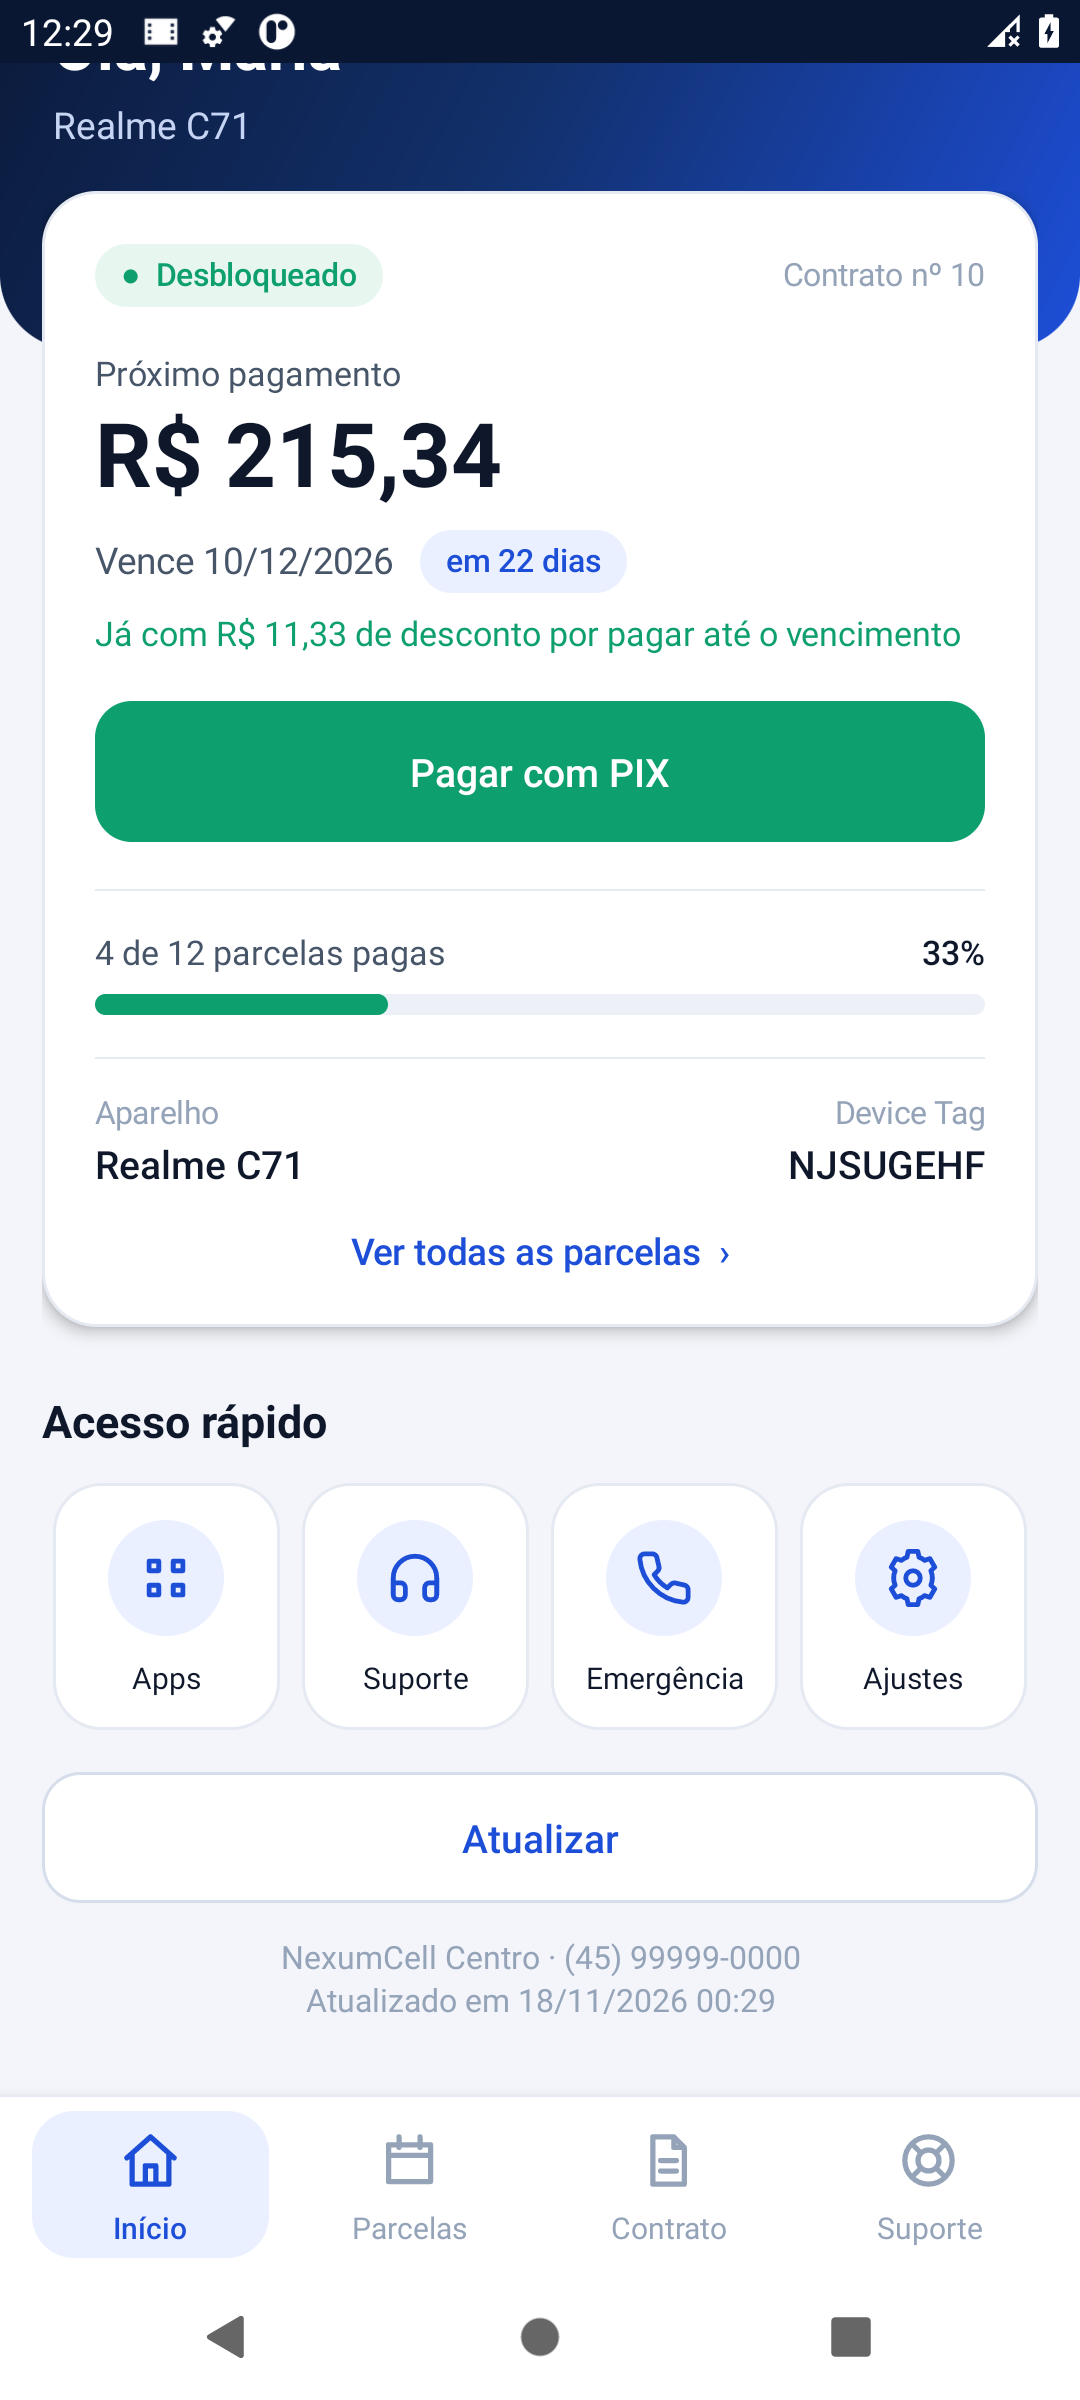 12:29
Olá, Maria
Realme C71
Desbloqueado
Contrato nº 10
Próximo pagamento
R$ 215,34
Vence 10/12/2026
em 22 dias
Já com R$ 11,33 de desconto por pagar até o vencimento
Pagar com PIX
4 de 12 parcelas pagas
33%
Aparelho
Device Tag
Realme C71
NJSUGEHF
Ver todas as parcelas ›
Acesso rápido
Apps
Suporte
Emergência
Ajustes
Atualizar
NexumCell Centro · (45) 99999-0000
Atualizado em 18/11/2026 00:29
Início
Parcelas
Contrato
Suporte